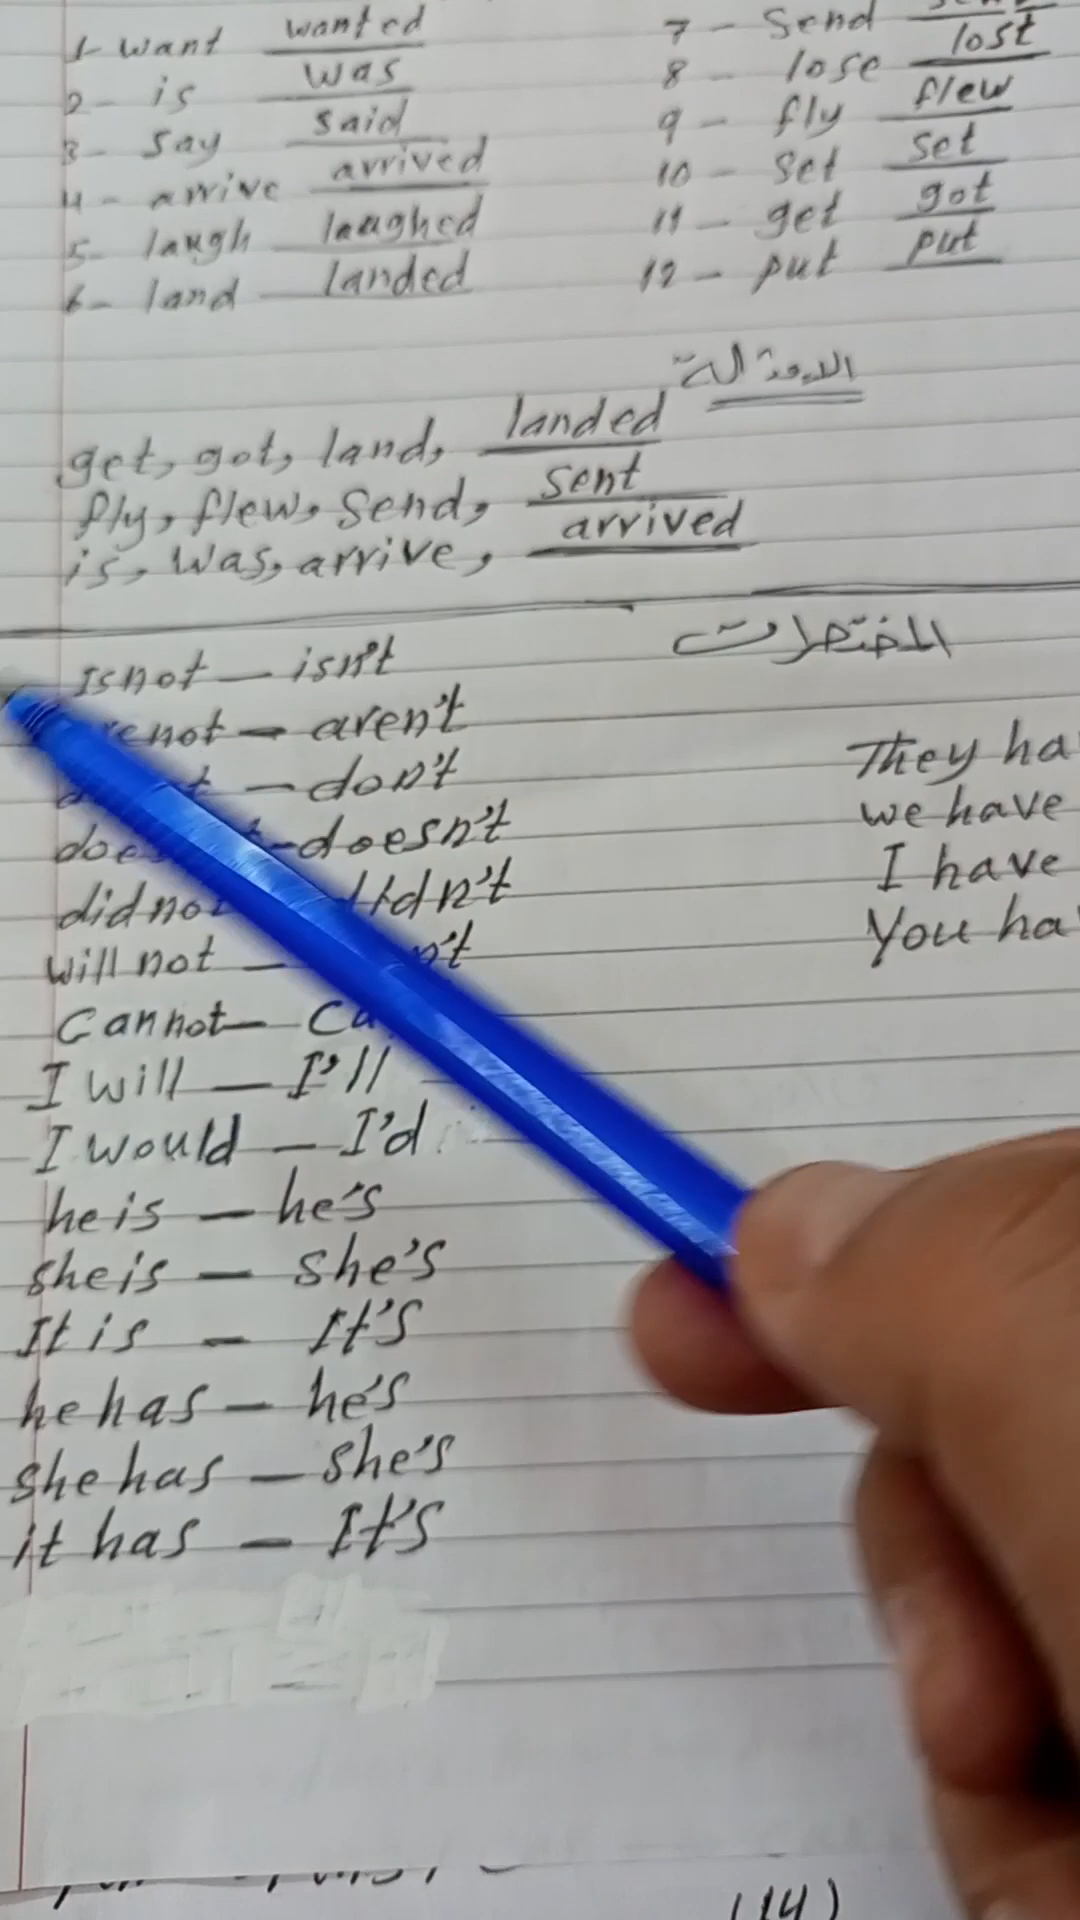 1- want wanted
2- is was
3- say said
4- arrive arrived
5- laugh laughed
6- land landed
7- send
8- lose lost
9- fly flew
10- set set
11- get got
12- put put
الامثالة
get, got, land, landed
fly, flew, send, sent
is, was, arrive, arrived
المختصرات
Is not - isn't
not - aren't
- don't
doesn't
did not didn't
will not -
Cannot -
I will - I'll
I would - I'd
he is - he's
she is - she's
It is - It's
he has - he's
she has - she's
it has - It's
They
we have
I have
You
(14)